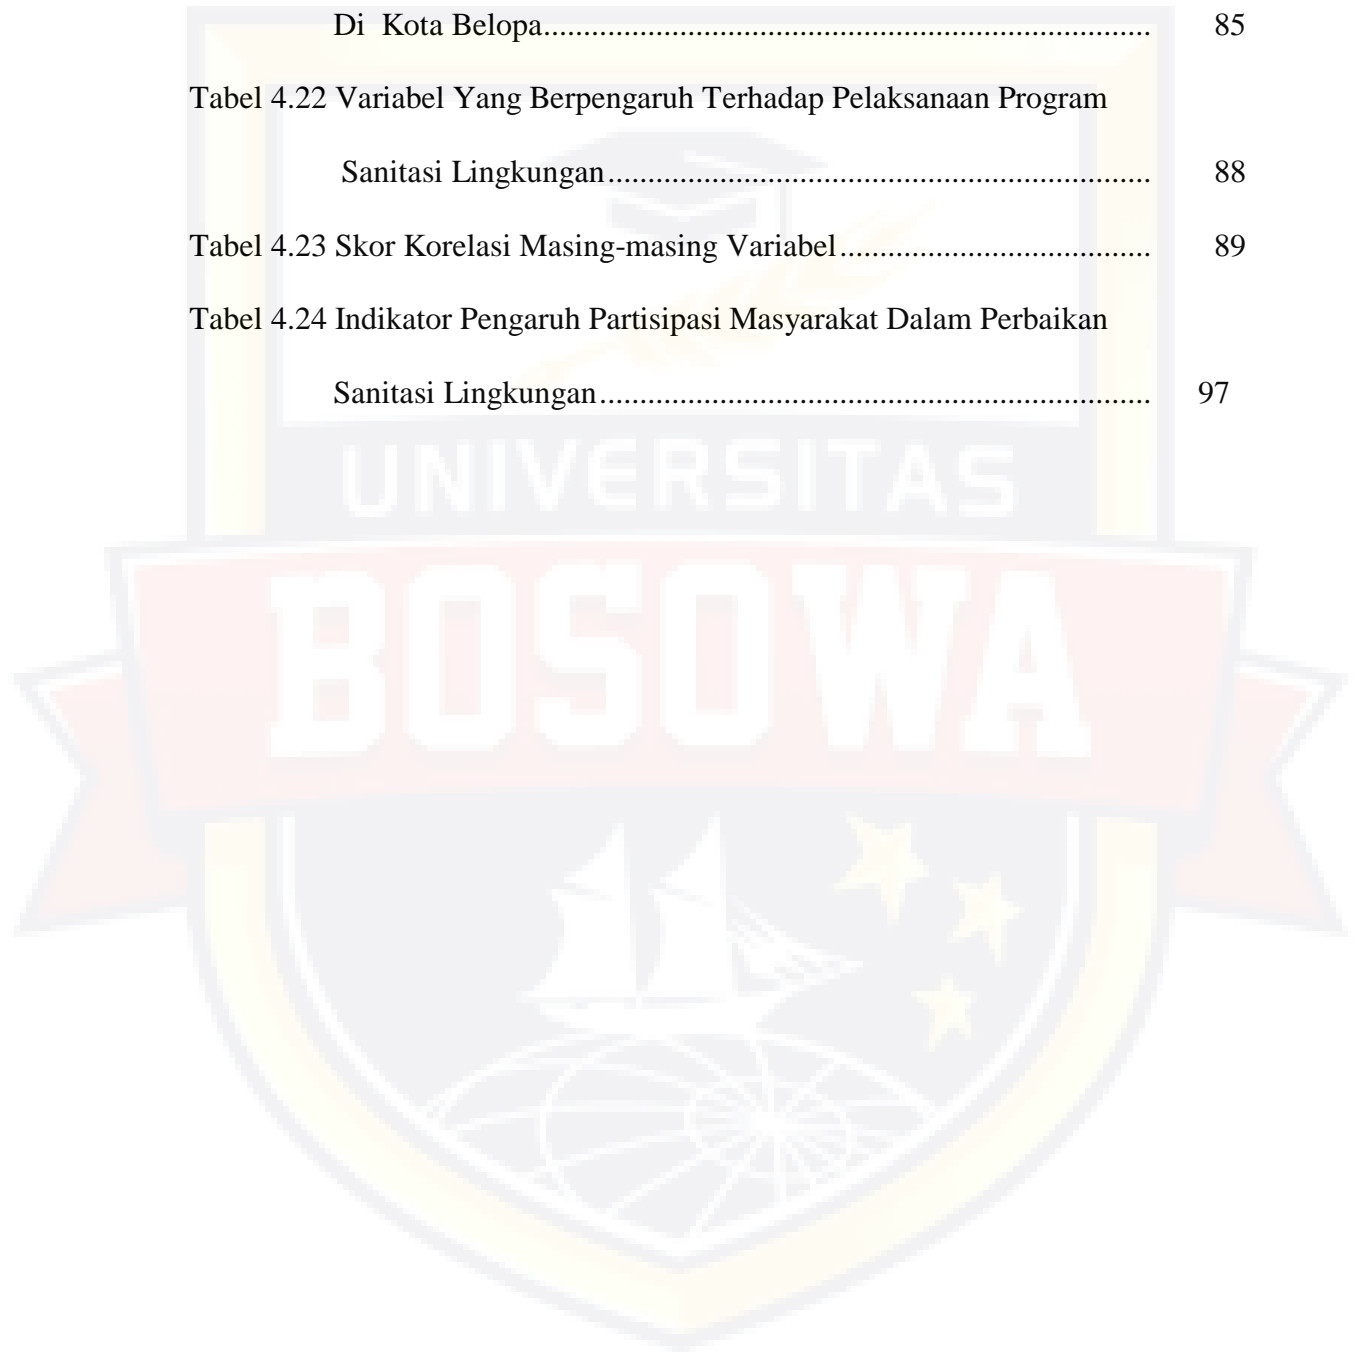 Di Kota Belopa............................................................................ 85
Tabel 4.22 Variabel Yang Berpengaruh Terhadap Pelaksanaan Program
Sanitasi Lingkungan.................................................................... 88
Tabel 4.23 Skor Korelasi Masing-masing Variabel....................................... 89
Tabel 4.24 Indikator Pengaruh Partisipasi Masyarakat Dalam Perbaikan
Sanitasi Lingkungan..................................................................... 97
UNIVERSITAS
BOSOWA